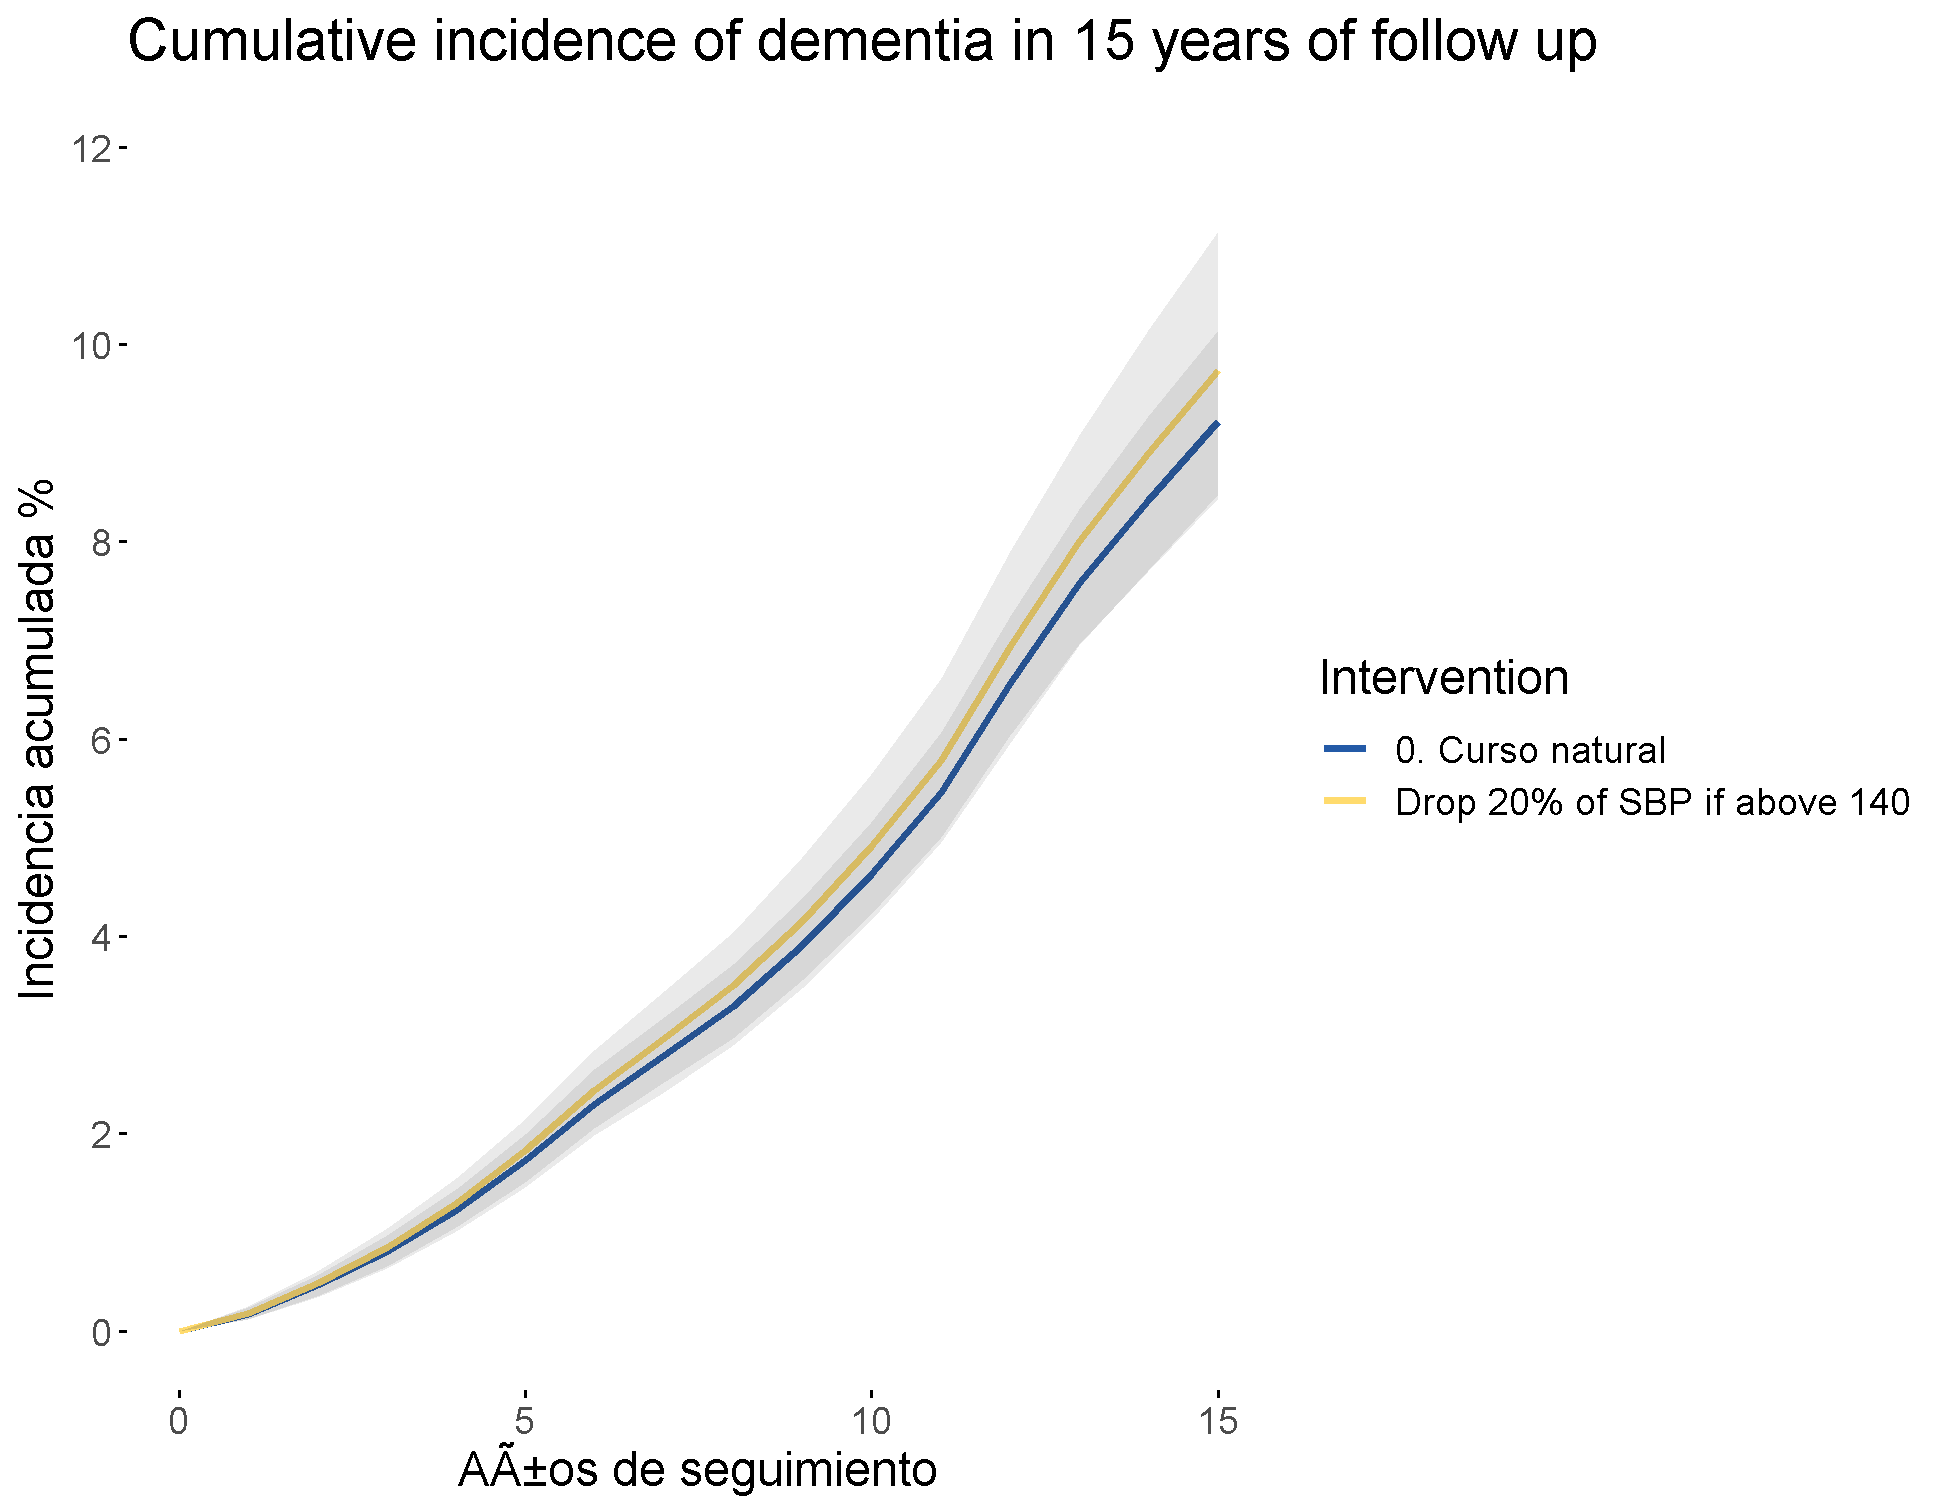 Cumulative incidence of dementia in 15 years of follow up
12
10
8
6
4
2
0
Incidencia acumulada %
0 5 10 15
AÃ±os de seguimiento
Intervention
0. Curso natural
Drop 20% of SBP if above 140